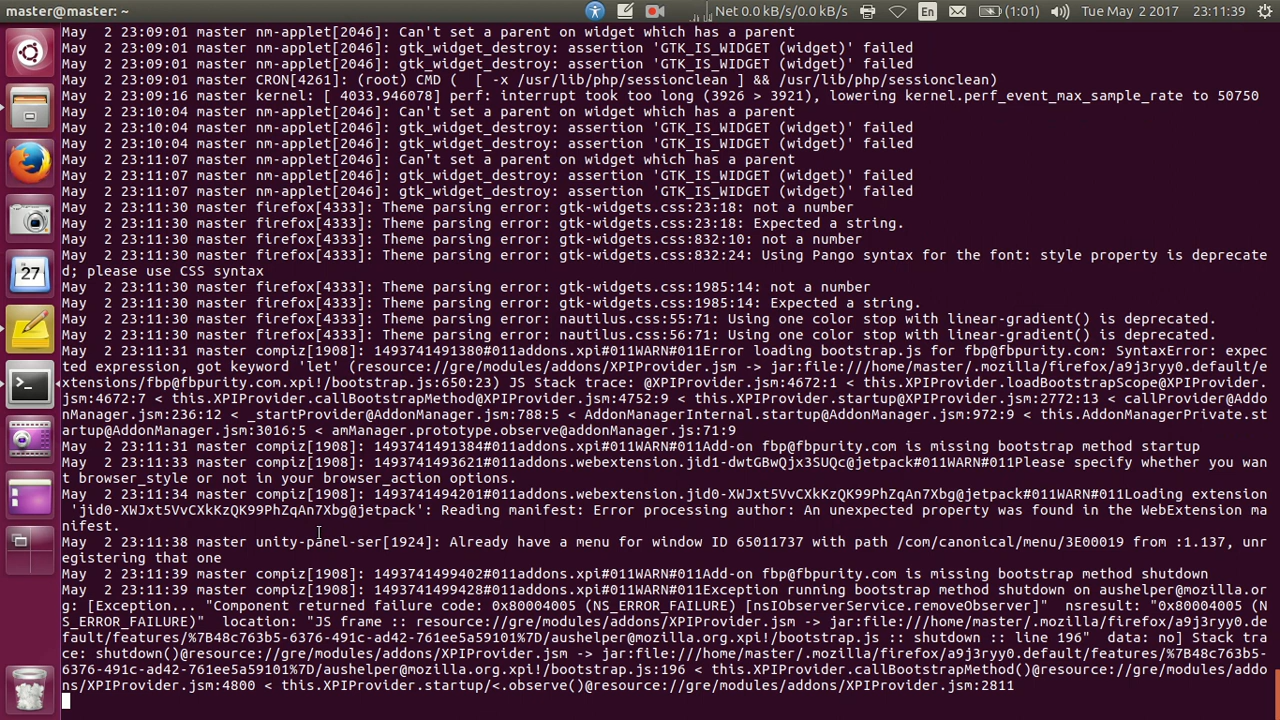 master@master: ~ Net 0.0 kB/s/0.0 kB/s En (1:01) Tue May 2 2017 23:11:39
May  2 23:09:01 master nm-applet[2046]: Can't set a parent on widget which has a parent
May  2 23:09:01 master nm-applet[2046]: gtk_widget_destroy: assertion 'GTK_IS_WIDGET (widget)' failed
May  2 23:09:01 master nm-applet[2046]: gtk_widget_destroy: assertion 'GTK_IS_WIDGET (widget)' failed
May  2 23:09:01 master CRON[4261]: (root) CMD (  [ -x /usr/lib/php/sessionclean ] && /usr/lib/php/sessionclean)
May  2 23:09:16 master kernel: [ 4033.946078] perf: interrupt took too long (3926 > 3921), lowering kernel.perf_event_max_sample_rate to 50750
May  2 23:10:04 master nm-applet[2046]: Can't set a parent on widget which has a parent
May  2 23:10:04 master nm-applet[2046]: gtk_widget_destroy: assertion 'GTK_IS_WIDGET (widget)' failed
May  2 23:10:04 master nm-applet[2046]: gtk_widget_destroy: assertion 'GTK_IS_WIDGET (widget)' failed
May  2 23:11:07 master nm-applet[2046]: Can't set a parent on widget which has a parent
May  2 23:11:07 master nm-applet[2046]: gtk_widget_destroy: assertion 'GTK_IS_WIDGET (widget)' failed
May  2 23:11:07 master nm-applet[2046]: gtk_widget_destroy: assertion 'GTK_IS_WIDGET (widget)' failed
May  2 23:11:30 master firefox[4333]: Theme parsing error: gtk-widgets.css:23:18: not a number
May  2 23:11:30 master firefox[4333]: Theme parsing error: gtk-widgets.css:23:18: Expected a string.
May  2 23:11:30 master firefox[4333]: Theme parsing error: gtk-widgets.css:832:10: not a number
May  2 23:11:30 master firefox[4333]: Theme parsing error: gtk-widgets.css:832:24: Using Pango syntax for the font: style property is deprecate
d; please use CSS syntax
May  2 23:11:30 master firefox[4333]: Theme parsing error: gtk-widgets.css:1985:14: not a number
May  2 23:11:30 master firefox[4333]: Theme parsing error: gtk-widgets.css:1985:14: Expected a string.
May  2 23:11:30 master firefox[4333]: Theme parsing error: nautilus.css:55:71: Using one color stop with linear-gradient() is deprecated.
May  2 23:11:30 master firefox[4333]: Theme parsing error: nautilus.css:56:71: Using one color stop with linear-gradient() is deprecated.
May  2 23:11:31 master compiz[1908]: 1493741491380#011addons.xpi#011WARN#011Error loading bootstrap.js for fbp@fbpurity.com: SyntaxError: expec
ted expression, got keyword 'let' (resource://gre/modules/addons/XPIProvider.jsm -> jar:file:///home/master/.mozilla/firefox/a9j3ryy0.default/e
xtensions/fbp@fbpurity.com.xpi!/bootstrap.js:650:23) JS Stack trace: @XPIProvider.jsm:4672:1 < this.XPIProvider.loadBootstrapScope@XPIProvider.
jsm:4672:7 < this.XPIProvider.callBootstrapMethod@XPIProvider.jsm:4752:9 < this.XPIProvider.startup@XPIProvider.jsm:2772:13 < callProvider@Addo
nManager.jsm:236:12 < _startProvider@AddonManager.jsm:788:5 < AddonManagerInternal.startup@AddonManager.jsm:972:9 < this.AddonManagerPrivate.st
artup@AddonManager.jsm:3016:5 < amManager.prototype.observe@addonManager.js:71:9
May  2 23:11:31 master compiz[1908]: 1493741491384#011addons.xpi#011WARN#011Add-on fbp@fbpurity.com is missing bootstrap method startup
May  2 23:11:33 master compiz[1908]: 1493741493621#011addons.webextension.jid1-dwtGBwQjx3SUQc@jetpack#011WARN#011Please specify whether you wan
t browser_style or not in your browser_action options.
May  2 23:11:34 master compiz[1908]: 1493741494201#011addons.webextension.jid0-XWJxt5VvCXkKzQK99PhZqAn7Xbg@jetpack#011WARN#011Loading extension
 'jid0-XWJxt5VvCXkKzQK99PhZqAn7Xbg@jetpack': Reading manifest: Error processing author: An unexpected property was found in the WebExtension ma
nifest.
May  2 23:11:38 master unity-panel-ser[1924]: Already have a menu for window ID 65011737 with path /com/canonical/menu/3E00019 from :1.137, unr
egistering that one
May  2 23:11:39 master compiz[1908]: 1493741499402#011addons.xpi#011WARN#011Add-on fbp@fbpurity.com is missing bootstrap method shutdown
May  2 23:11:39 master compiz[1908]: 1493741499428#011addons.xpi#011WARN#011Exception running bootstrap method shutdown on aushelper@mozilla.or
g: [Exception... "Component returned failure code: 0x80004005 (NS_ERROR_FAILURE) [nsIObserverService.removeObserver]"  nsresult: "0x80004005 (N
S_ERROR_FAILURE)"  location: "JS frame :: resource://gre/modules/addons/XPIProvider.jsm -> jar:file:///home/master/.mozilla/firefox/a9j3ryy0.de
fault/features/%7B48c763b5-6376-491c-ad42-761ee5a59101%7D/aushelper@mozilla.org.xpi!/bootstrap.js :: shutdown :: line 196"  data: no] Stack tra
ce: shutdown()@resource://gre/modules/addons/XPIProvider.jsm -> jar:file:///home/master/.mozilla/firefox/a9j3ryy0.default/features/%7B48c763b5-
6376-491c-ad42-761ee5a59101%7D/aushelper@mozilla.org.xpi!/bootstrap.js:196 < this.XPIProvider.callBootstrapMethod()@resource://gre/modules/addo
ns/XPIProvider.jsm:4800 < this.XPIProvider.startup/<.observe()@resource://gre/modules/addons/XPIProvider.jsm:2811
27